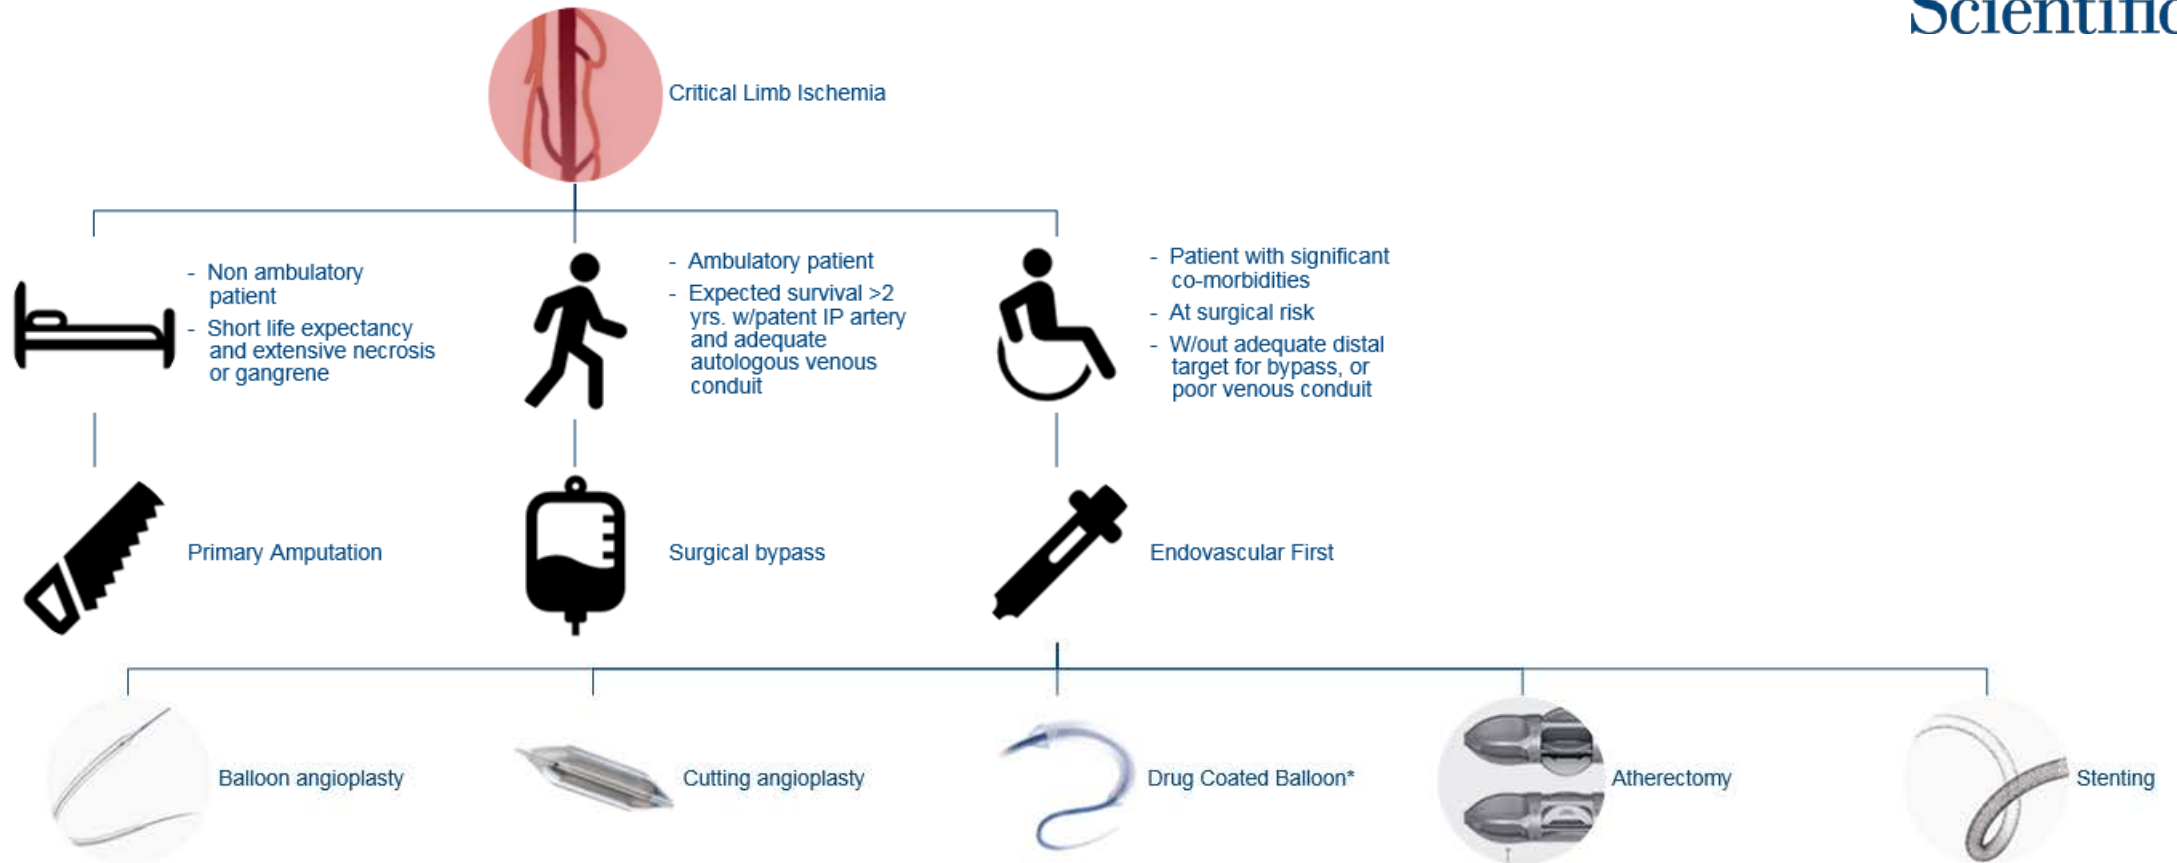 Scientific
Critical Limb Ischemia
- Non ambulatory
patient
- Short life expectancy
and extensive necrosis
or gangrene
- Ambulatory patient
- Expected survival >2
yrs. w/patent IP artery
and adequate
autologous venous
conduit
- Patient with significant
co-morbidities
- At surgical risk
- W/out adequate distal
target for bypass, or
poor venous conduit
Primary Amputation
Surgical bypass
Endovascular First
Balloon angioplasty
Cutting angioplasty
Drug Coated Balloon*
Atherectomy
Stenting